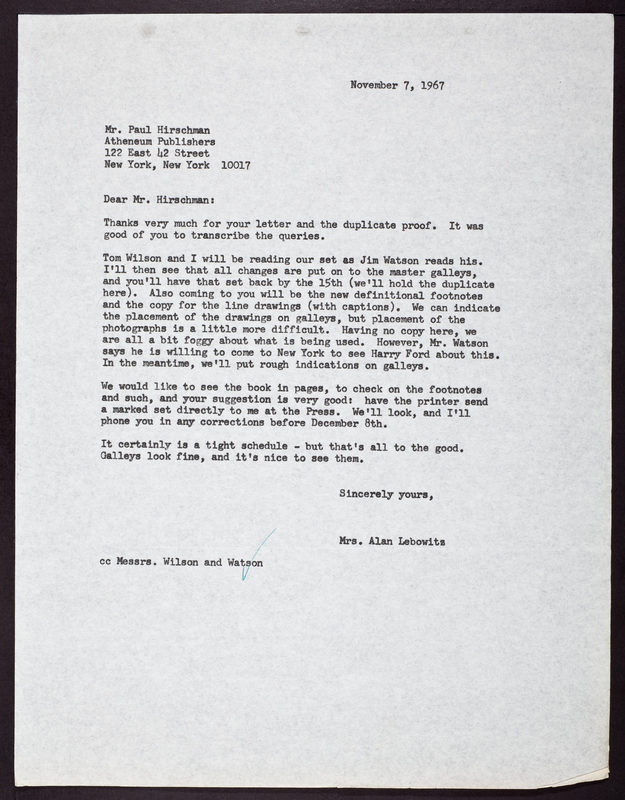 November 7, 1967
Mr. Paul Hirschman
Atheneum Publishers
122 East 42 Street
New York, New York 10017
Dear Mr. Hirschman:
Thanks very much for your letter and the duplicate proof. It was
good of you to transcribe the queries.
Tom Wilson and I will be reading our set as Jim Watson reads his.
I'll then see that all changes are put on to the master galleys,
and you'll have that set back by the 15th (we'll hold the duplicate
here). Also coming to you will be the new definitional footnotes
and the copy for the line drawings (with captions). We can indicate
the placement of the drawings on galleys, but placement of the
photographs is a little more difficult. Having no copy here, we
are all a bit foggy about what is being used. However, Mr. Watson
says he is willing to come to New York to see Harry Ford about this.
In the meantime, we'll put rough indications on galleys.
We would like to see the book in pages, to check on the footnotes
and such, and your suggestion is very good: have the printer send
a marked set directly to me at the Press. We'll look, and I'll
phone you in any corrections before December 8th.
It certainly is a tight schedule - but that's all to the good.
Galleys look fine, and it's nice to see them.
Sincerely yours,
Mrs. Alan Lebowitz
cc Messrs. Wilson and Watson